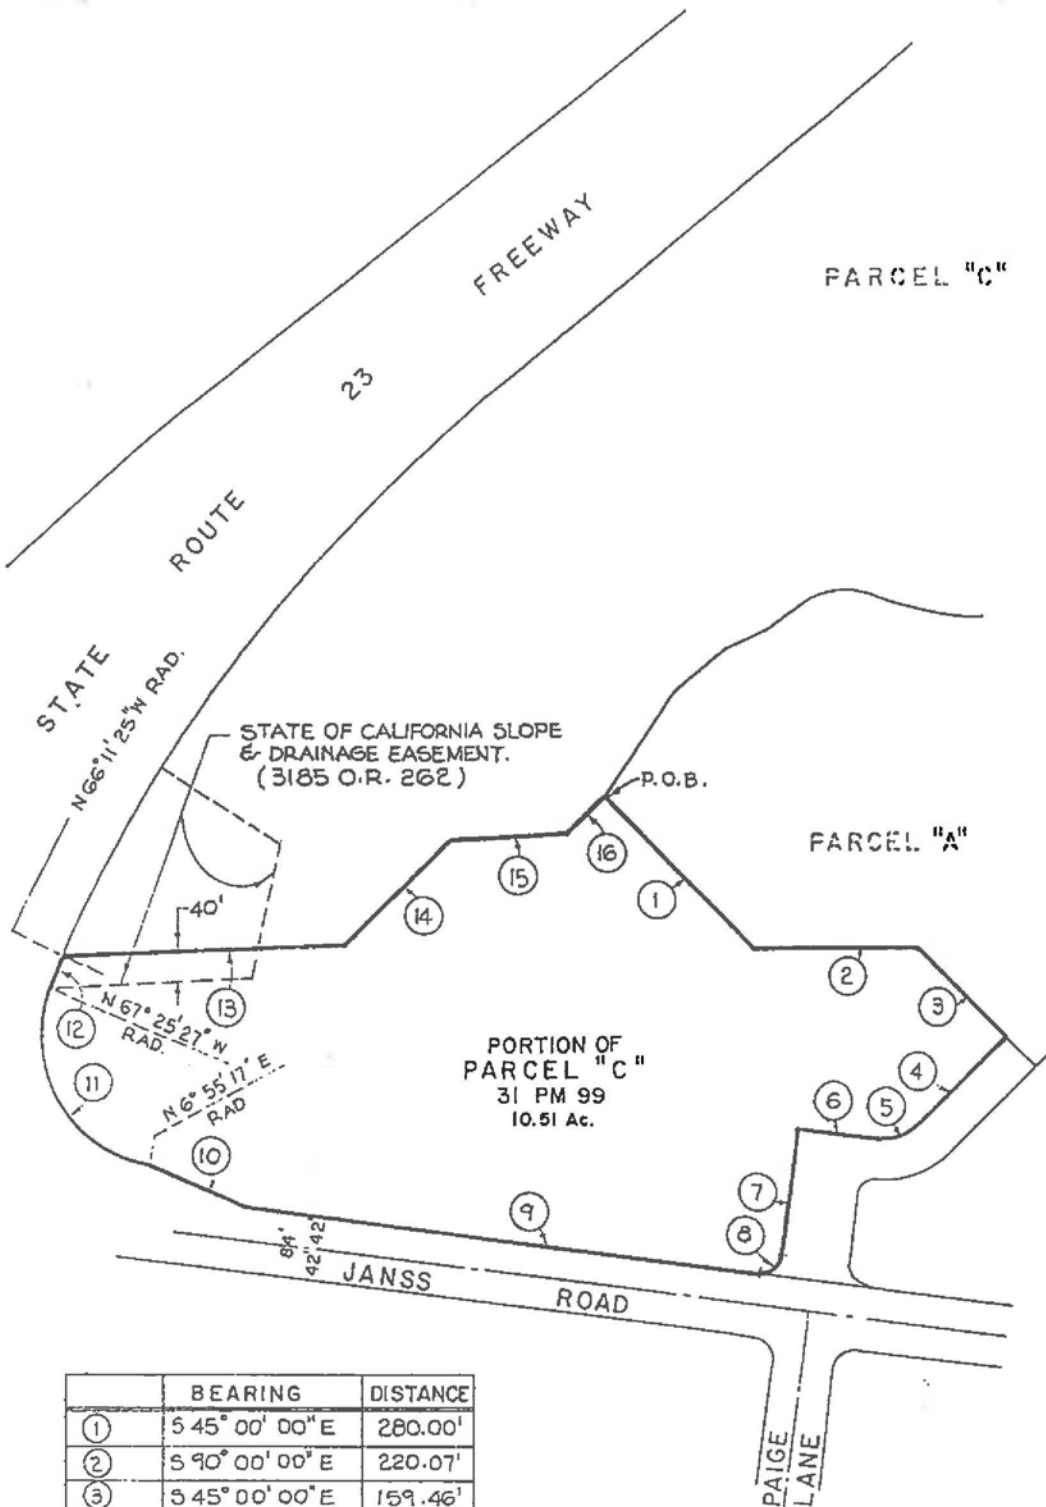 FREEWAY
PARCEL "C"
23
ROUTE
STATE
N 66° 11' 25" W RAD.
STATE OF CALIFORNIA SLOPE
& DRAINAGE EASEMENT.
(3185 O.R. 262)
P.O.B.
PARCEL "A"
16
15
1
14
40'
2
13
3
N 67° 25' 27" W
RAD.
12
PORTION OF
PARCEL "C"
31 PM 99
10.51 Ac.
11
N 6° 55' 17" E
RAD
4
5
6
10
7
9
8
84'
42' 42'
JANSS
ROAD
PAIGE
LANE
BEARING DISTANCE
1 S 45° 00' 00" E 280.00'
2 S 90° 00' 00" E 220.07'
3 S 45° 00' 00" E 159.46'